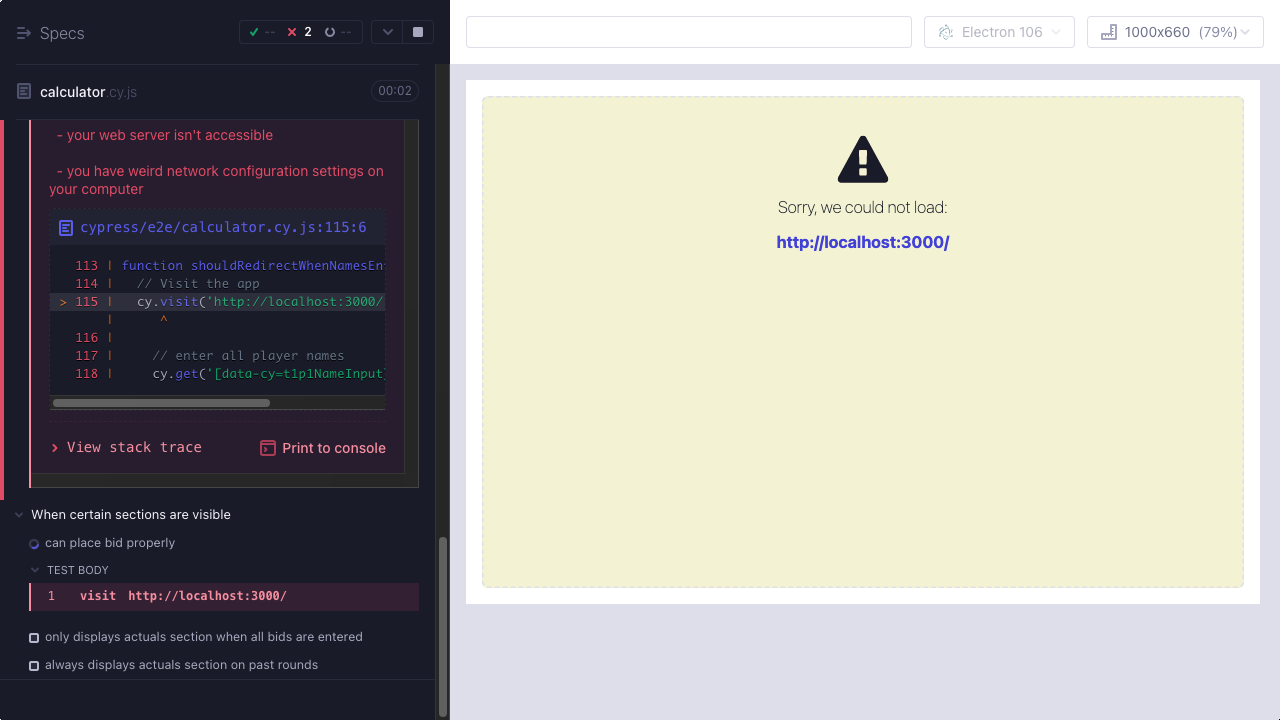 Specs
-- 2 --
Electron 106
1000x660 (79%)
calculator.cy.js
00:02
- your web server isn't accessible
- you have weird network configuration settings on
your computer
cypress/e2e/calculator.cy.js:115:6
113 | function shouldRedirectWhenNamesEn
114 | // Visit the app
> 115 | cy.visit('http://localhost:3000/
| ^
116 |
117 | // enter all player names
118 | cy.get('[data-cy=t1p1NameInput]
View stack trace
Print to console
When certain sections are visible
can place bid properly
TEST BODY
1 visit http://localhost:3000/
only displays actuals section when all bids are entered
always displays actuals section on past rounds
Sorry, we could not load:
http://localhost:3000/